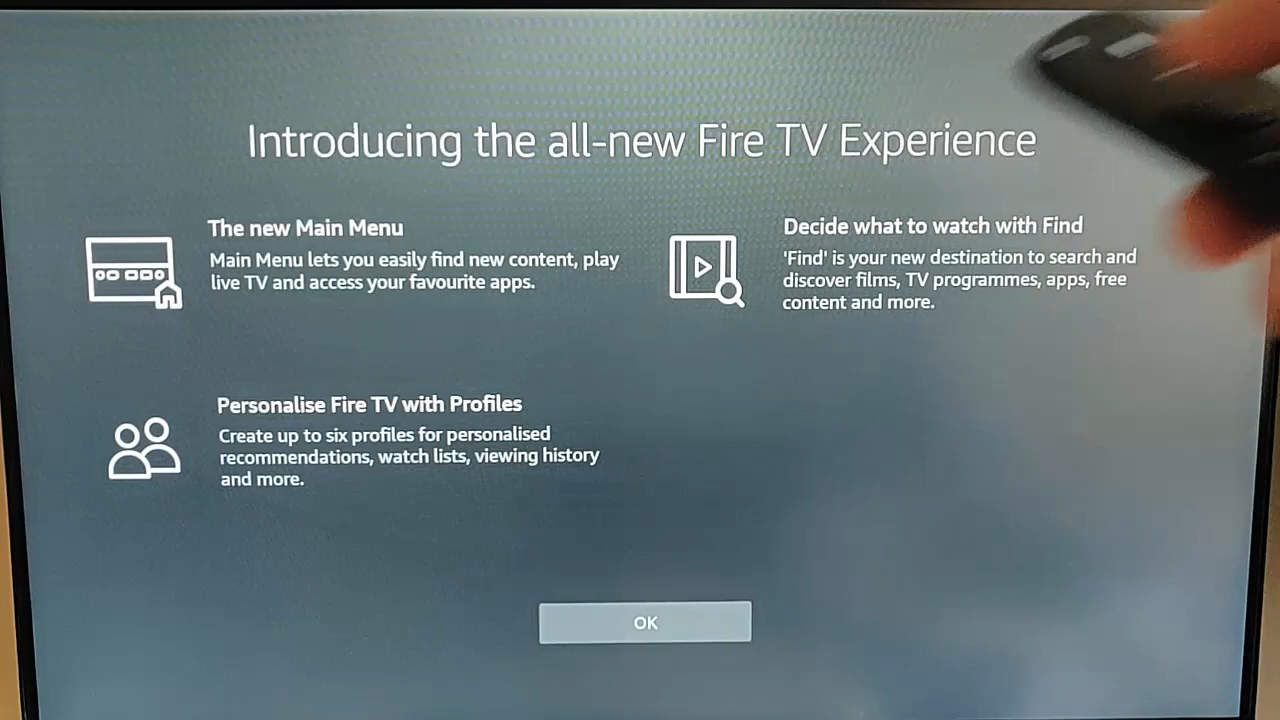 Introducing the all-new Fire TV Experience
The new Main Menu
Main Menu lets you easily find new content, play
live TV and access your favourite apps.
Decide what to watch with Find
'Find' is your new destination to search and
discover films, TV programmes, apps, free
content and more.
Personalise Fire TV with Profiles
Create up to six profiles for personalised
recommendations, watch lists, viewing history
and more.
OK